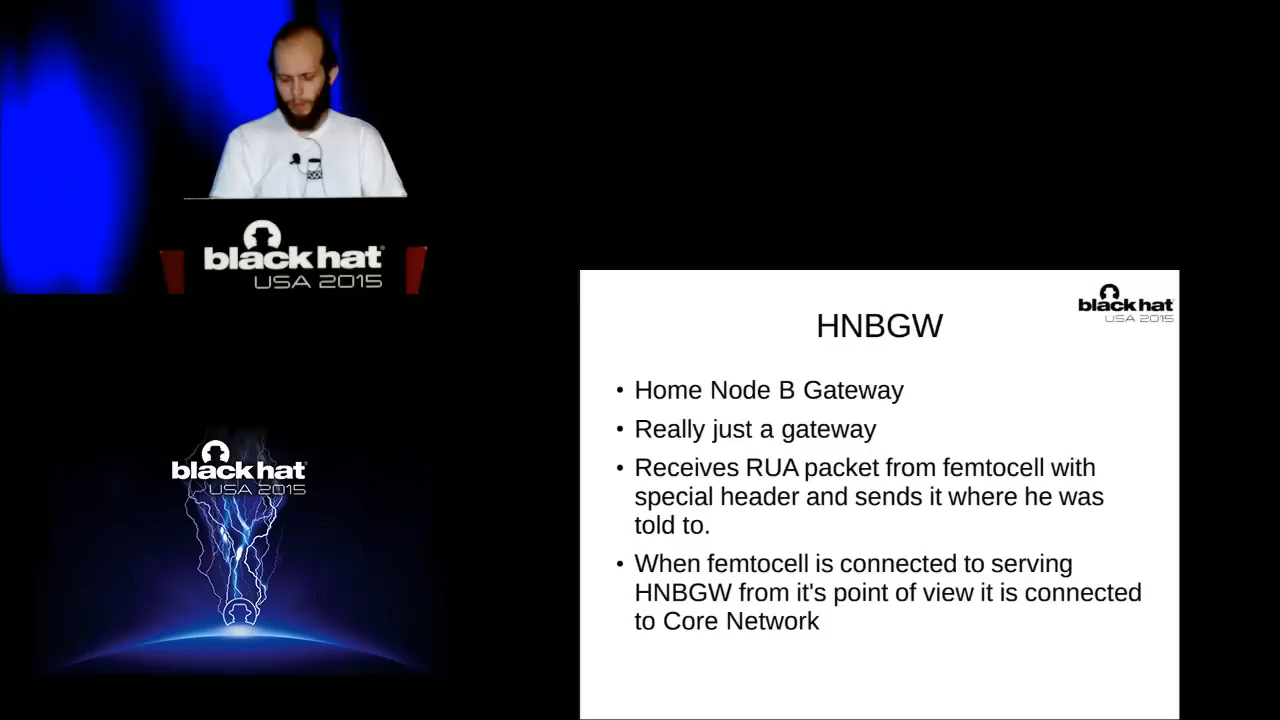 black hat
USA 2015
black hat
USA 2015
HNBGW
• Home Node B Gateway
• Really just a gateway
• Receives RUA packet from femtocell with
special header and sends it where he was
told to.
• When femtocell is connected to serving
HNBGW from it's point of view it is connected
to Core Network
black hat
USA 2015